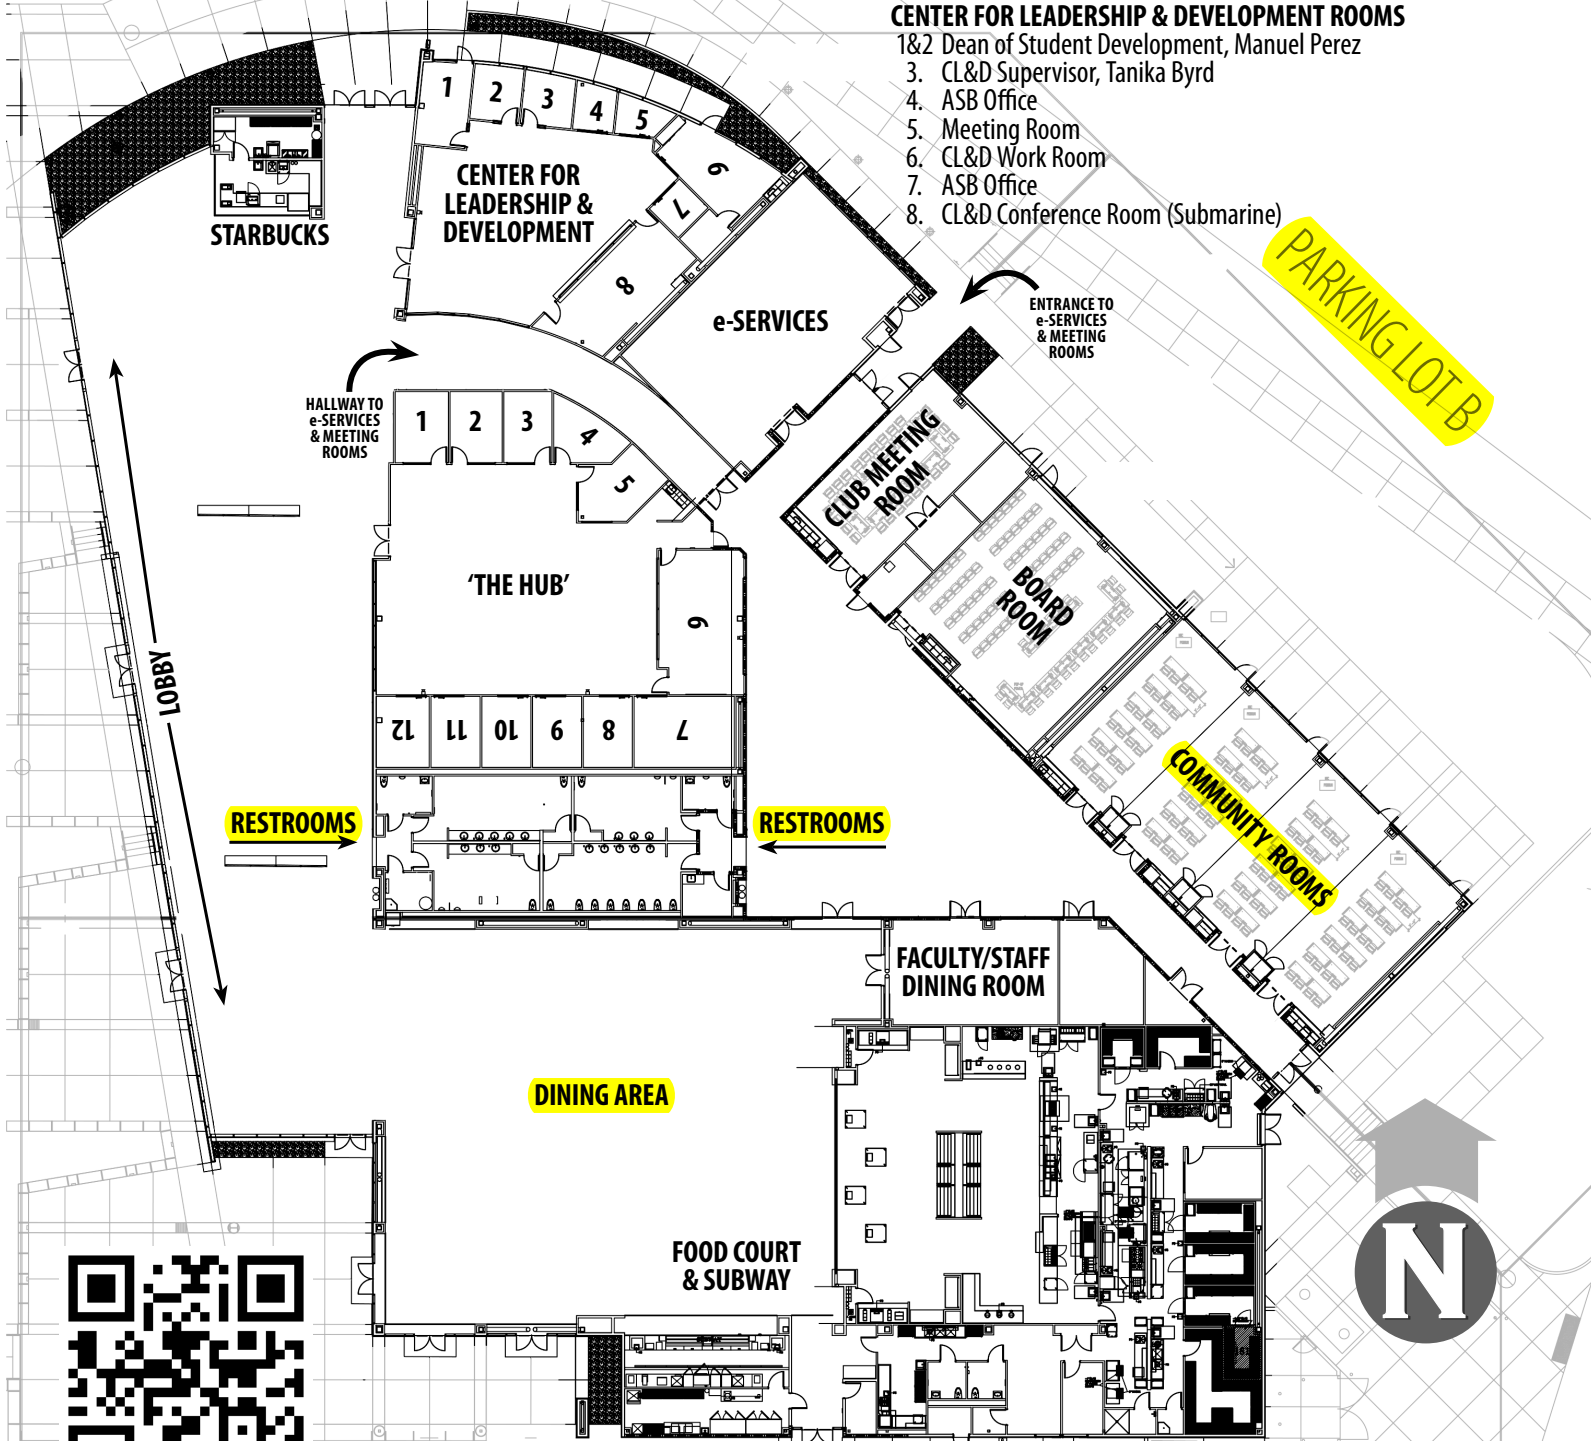 CENTER FOR LEADERSHIP & DEVELOPMENT ROOMS
1&2 Dean of Student Development, Manuel Perez
3. CL&D Supervisor, Tanika Byrd
4. ASB Office
5. Meeting Room
6. CL&D Work Room
7. ASB Office
8. CL&D Conference Room (Submarine)
1
2
3
4
5
6
7
8
CENTER FOR
LEADERSHIP &
DEVELOPMENT
STARBUCKS
e-SERVICES
ENTRANCE TO
e-SERVICES
& MEETING
ROOMS
PARKING LOT B
HALLWAY TO
e-SERVICES
& MEETING
ROOMS
1
2
3
4
5
6
'THE HUB'
CLUB MEETING
ROOM
BOARD
ROOM
LOBBY
12
11
10
9
8
7
COMMUNITY ROOMS
RESTROOMS
RESTROOMS
FACULTY/STAFF
DINING ROOM
DINING AREA
FOOD COURT
& SUBWAY
N